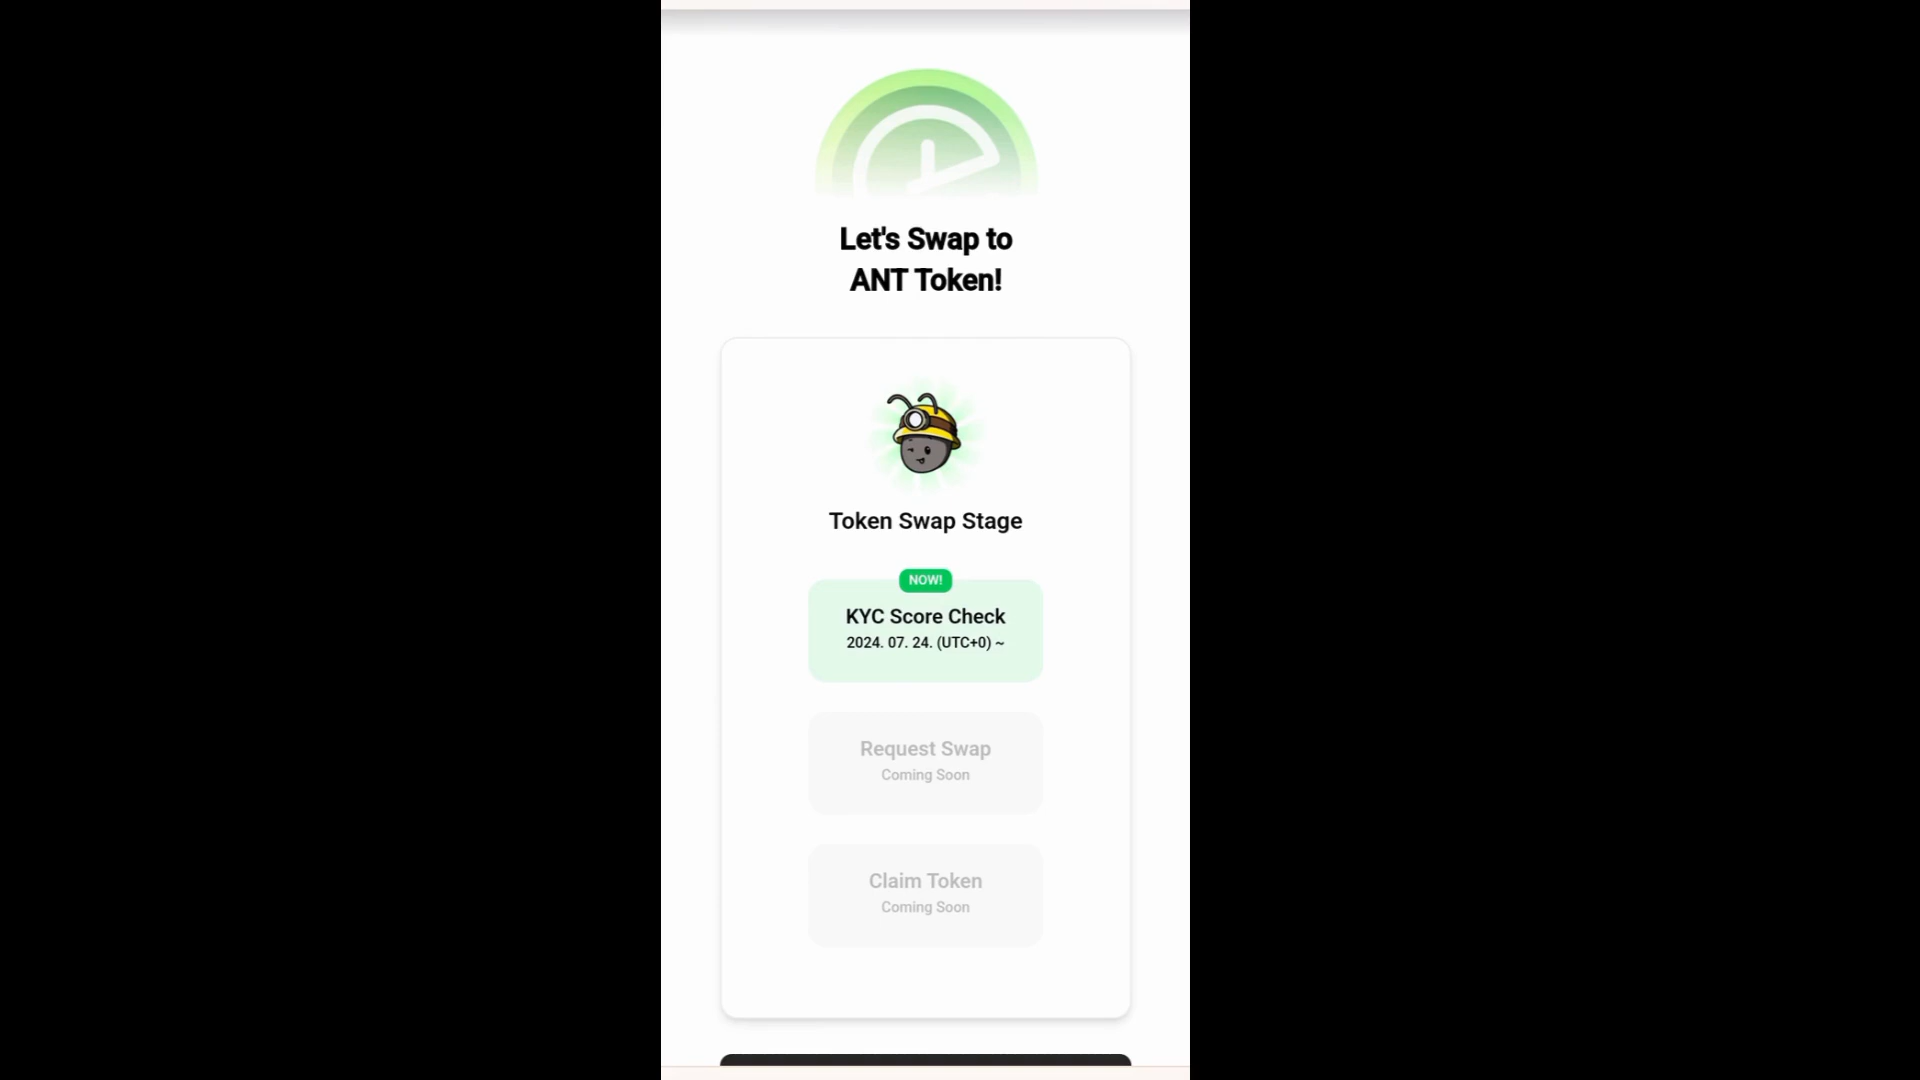 Let's Swap to
ANT Token!
Token Swap Stage
NOW!
KYC Score Check
2024. 07. 24. (UTC+0) ~
Request Swap
Coming Soon
Claim Token
Coming Soon